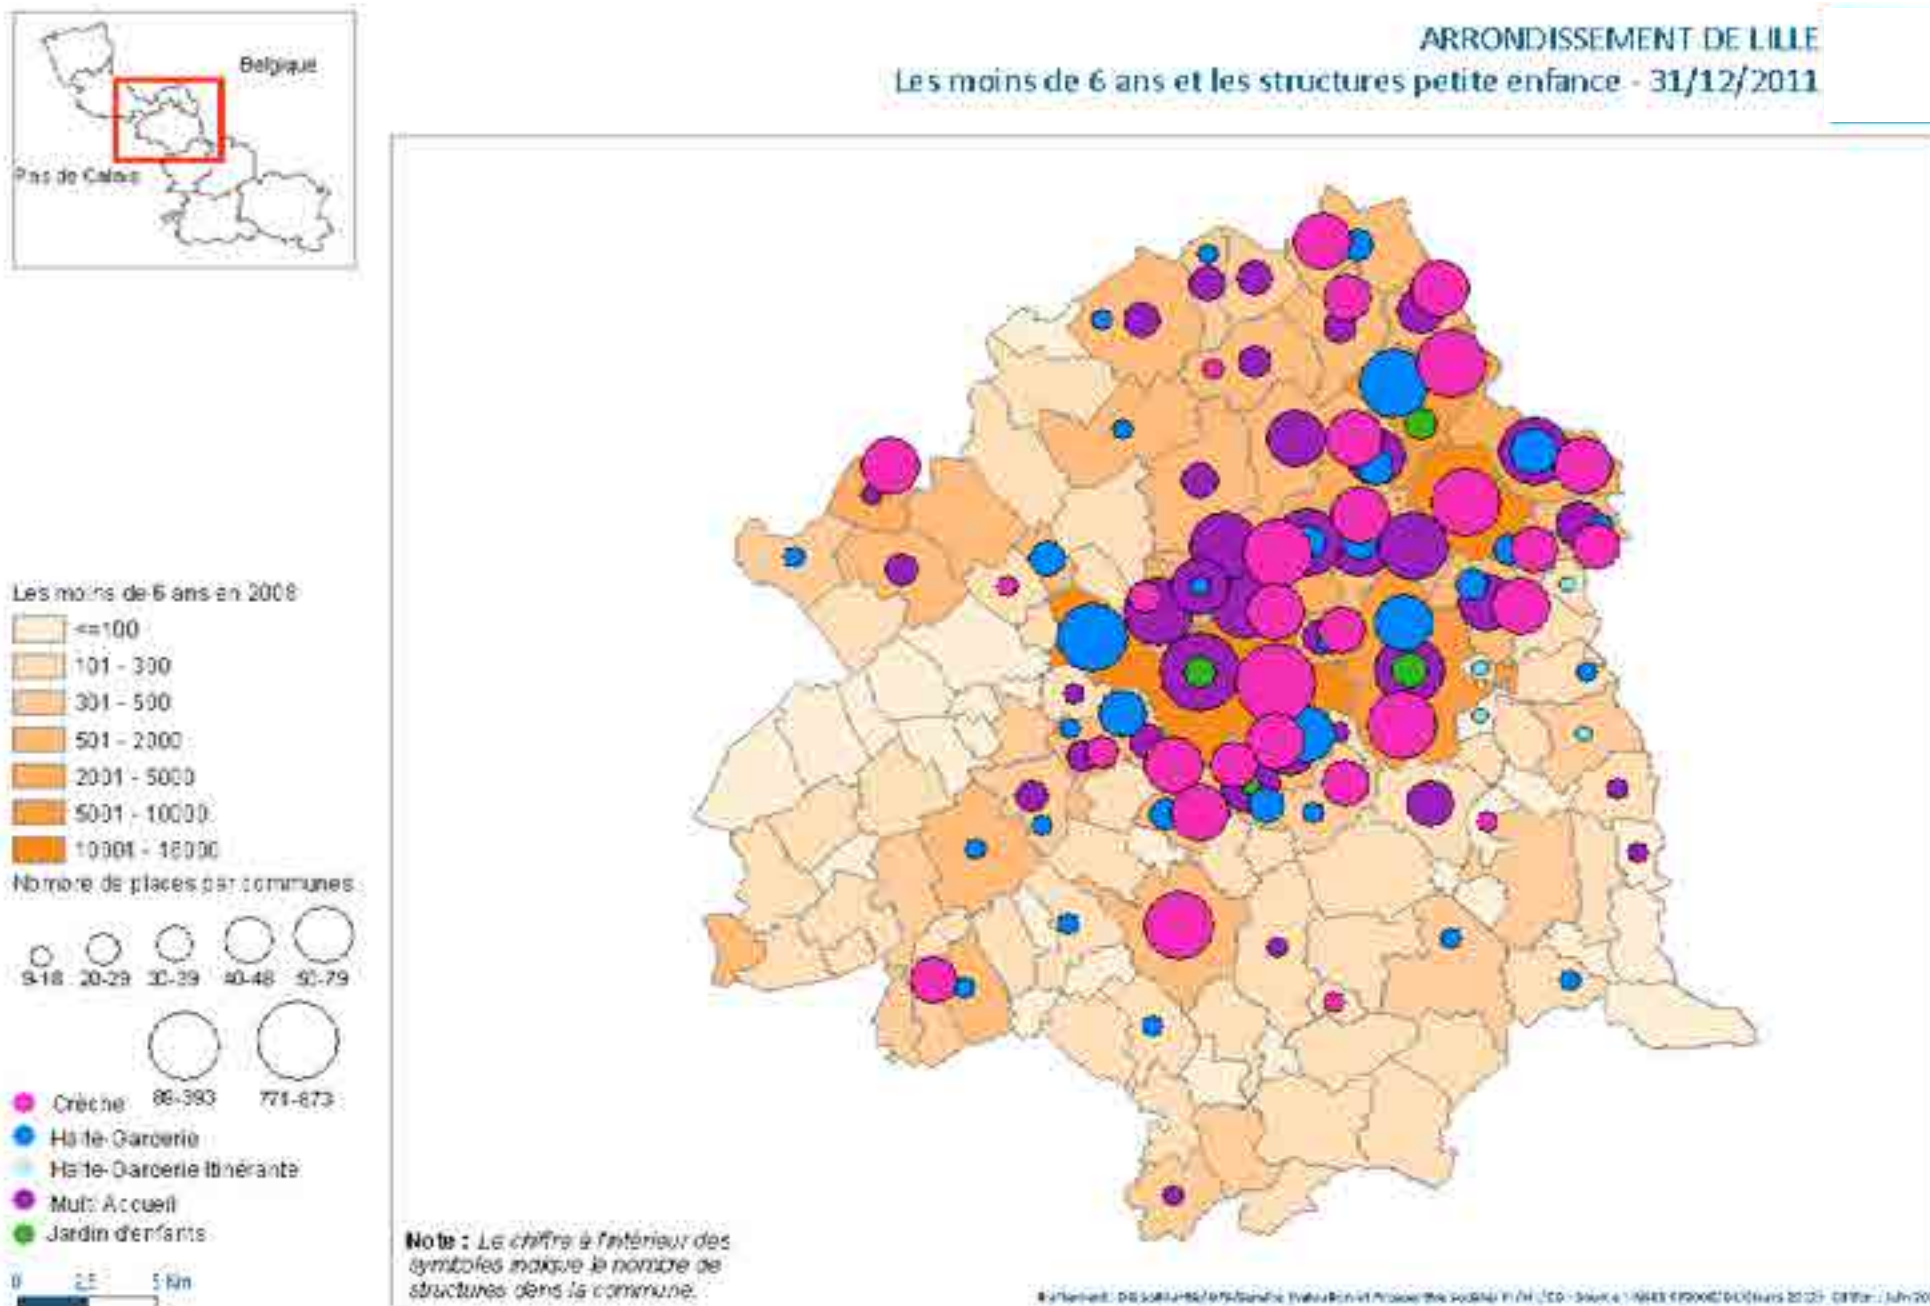 ARRONDISSEMENT DE LILLE
Les moins de 6 ans et les structures petite enfance - 31/12/2011
Belgique
Pas de Calais
Les moins de 6 ans en 2008
<=100
101 - 300
301 - 500
501 - 2000
2001 - 5000
5001 - 10000
Nombre de places par communes
9-18 20-29 30-39 40-48 50-79
Crèche
Halte-Garderie
Halte-Garderie Itinérante
Multi Accueil
Jardin d'enfants
0 2,5 5 Km
Note : Le chiffre à l'intérieur des
symboles indique le nombre de
structures dans la commune.